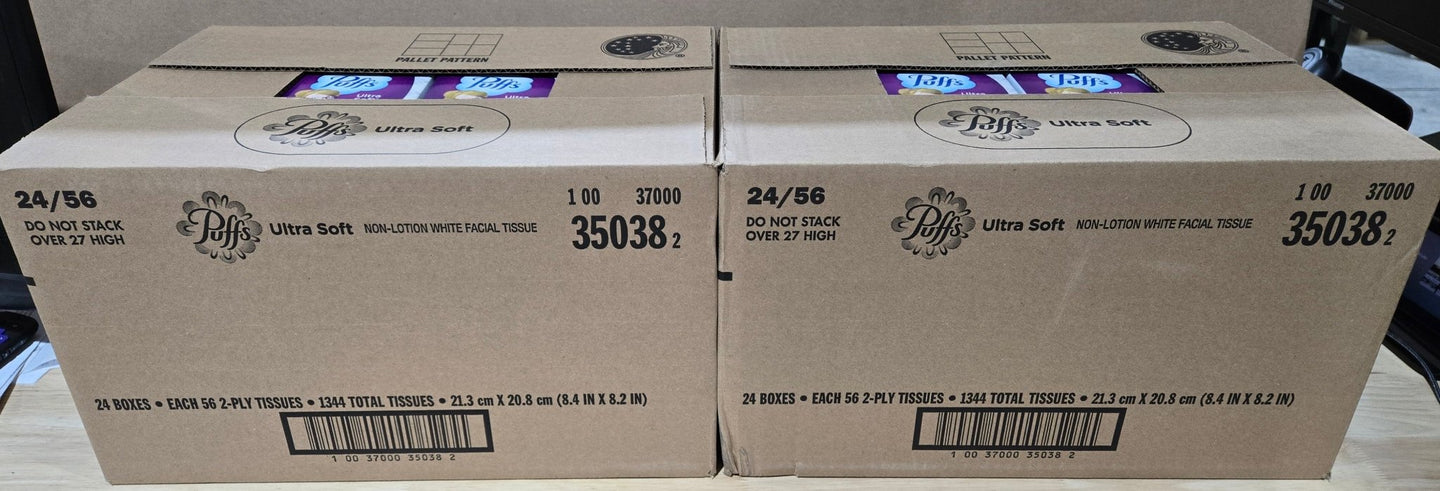 PALLET PATTERN
Puffs
Ultra
Puffs
Ultra
Puffs Ultra Soft
24/56
DO NOT STACK
OVER 27 HIGH
Puffs Ultra Soft NON-LOTION WHITE FACIAL TISSUE
1 00 37000
35038 2
24 BOXES • EACH 56 2-PLY TISSUES • 1344 TOTAL TISSUES • 21.3 cm X 20.8 cm (8.4 IN X 8.2 IN)
1 00 37000 35038 2
PALLET PATTERN
Puffs
Ultra
Puffs
Puffs Ultra Soft
24/56
DO NOT STACK
OVER 27 HIGH
Puffs Ultra Soft NON-LOTION WHITE FACIAL TISSUE
1 00 37000
35038 2
24 BOXES • EACH 56 2-PLY TISSUES • 1344 TOTAL TISSUES • 21.3 cm X 20.8 cm (8.4 IN X 8.2 IN)
1 00 37000 35038 2